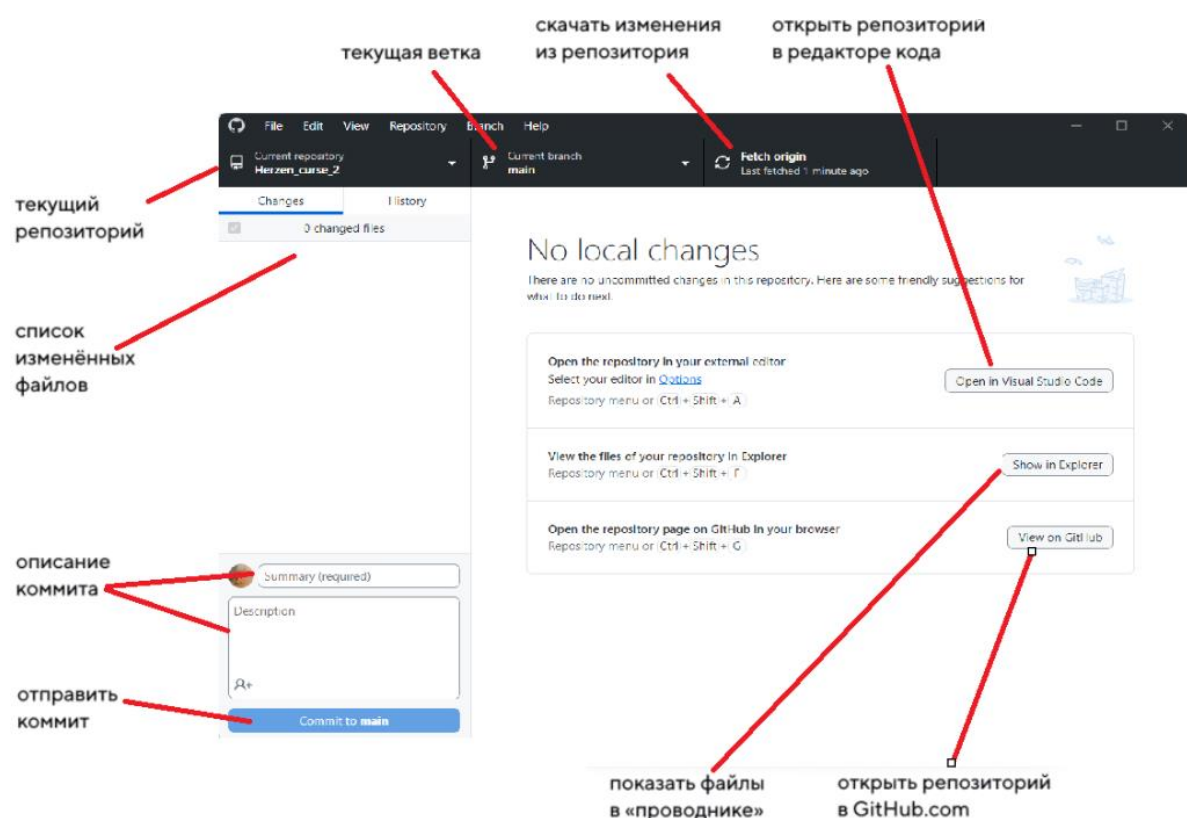 скачать изменения
из репозитория
открыть репозиторий
в редакторе кода
текущая ветка
File Edit View Repository Branch Help
Current repository
Herzen_curse_2
Current branch
main
Fetch origin
Last fetched 1 minute ago
текущий
репозиторий
Changes History
0 changed files
No local changes
There are no uncommitted changes in this repository. Here are some friendly suggestions for
what to do next.
список
изменённых
файлов
Open the repository in your external editor
Select your editor in Options
Repository menu or Ctrl + Shift + A
Open in Visual Studio Code
View the files of your repository in Explorer
Repository menu or Ctrl + Shift + F
Show in Explorer
Open the repository page on GitHub in your browser
Repository menu or Ctrl + Shift + G
View on GitHub
описание
коммита
Summary (required)
Description
отправить
коммит
Commit to main
показать файлы
в «проводнике»
открыть репозиторий
в GitHub.com